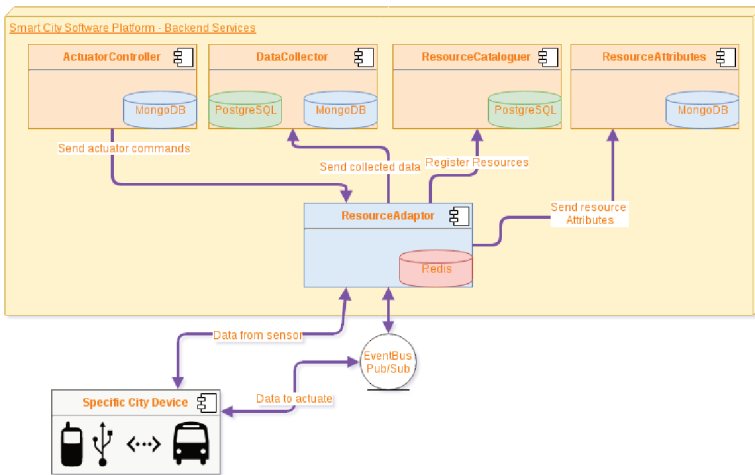 Smart City Software Platform - Backend Services
ActuatorController
DataCollector
ResourceCataloguer
ResourceAttributes
MongoDB
PostgreSQL
MongoDB
PostgreSQL
MongoDB
Send actuator commands
Send collected data
Register Resources
ResourceAdaptor
Send resource
Attributes
Redis
Data from sensor
EventBus
Pub/Sub
Specific City Device
Data to actuate